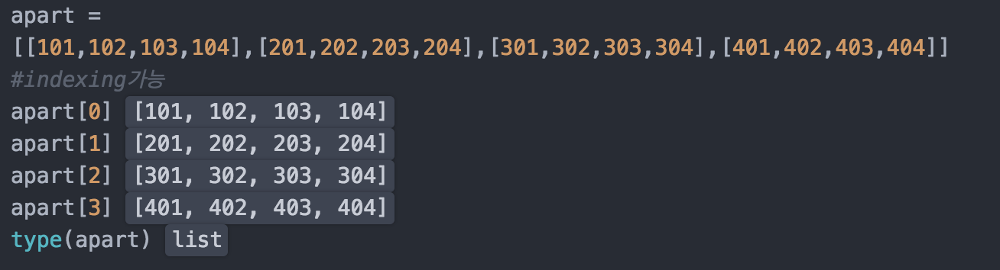 apart =
[[101,102,103,104],[201,202,203,204],[301,302,303,304],[401,402,403,404]]
#indexing가능
apart[0] [101, 102, 103, 104]
apart[1] [201, 202, 203, 204]
apart[2] [301, 302, 303, 304]
apart[3] [401, 402, 403, 404]
type(apart) list